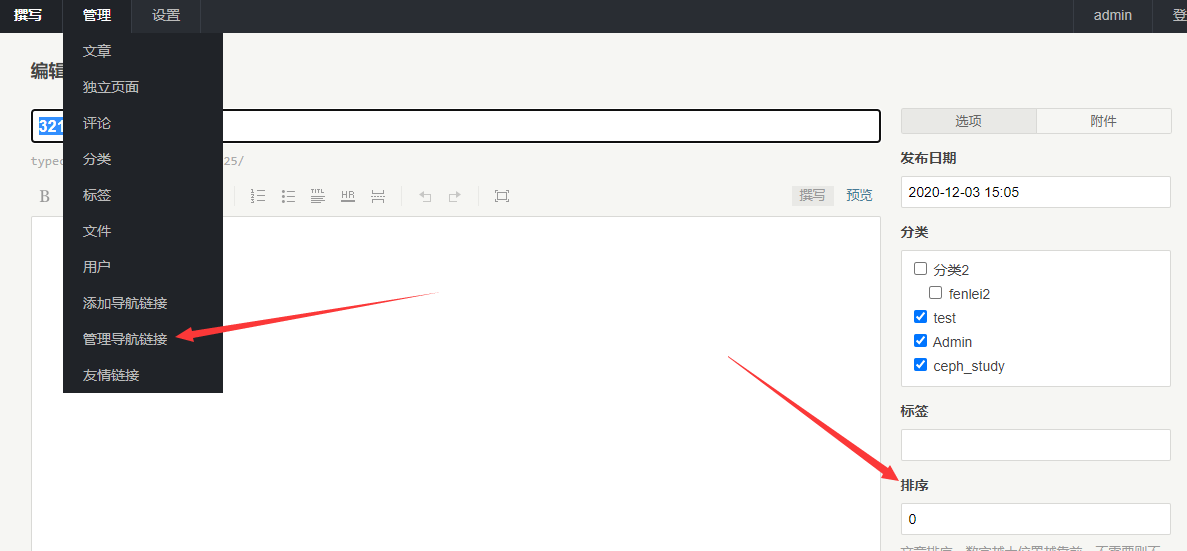 撰写 管理 设置 admin 登
编辑
文章
独立页面
评论
分类
标签
文件
用户
添加导航链接
管理导航链接
友情链接
321
25/
B
TITL
HR
撰写 预览
选项 附件
发布日期
2020-12-03 15:05
分类
分类2
fenlei2
test
Admin
ceph_study
标签
排序
0